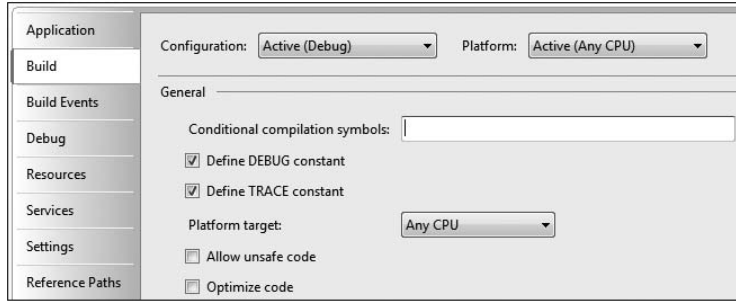 Application
Build
Build Events
Debug
Resources
Services
Settings
Reference Paths
Configuration: Active (Debug) Platform: Active (Any CPU)
General
Conditional compilation symbols:
Define DEBUG constant
Define TRACE constant
Platform target: Any CPU
Allow unsafe code
Optimize code